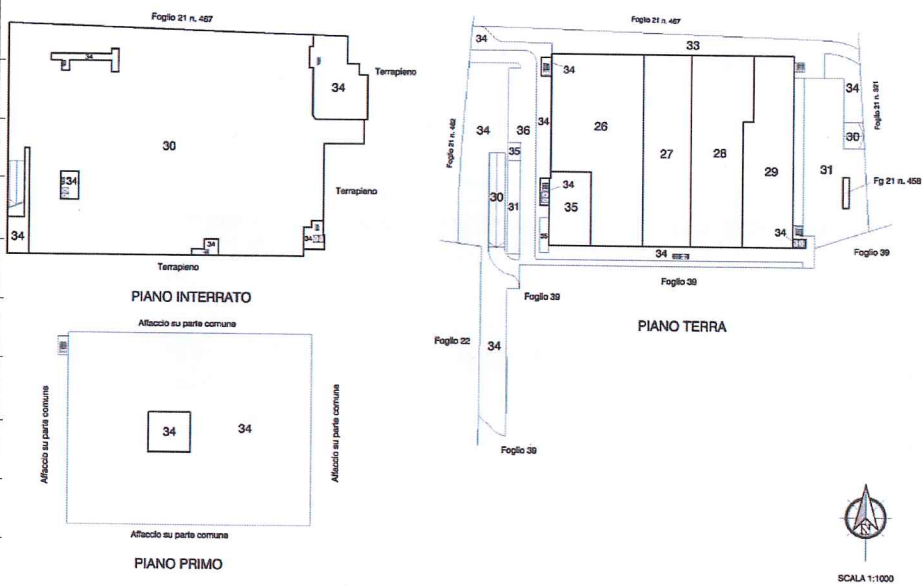 Foglio 21 n. 467
34
34
Terrapieno
30
34
Terrapieno
34
34
34
Terrapieno
PIANO INTERRATO
Affaccio su parte comune
Affaccio su parte comune
34
34
Affaccio su parte comune
Affaccio su parte comune
PIANO PRIMO
Foglio 21 n. 467
34
33
34
34
Foglio 21 n. 321
34
36
34
26
27
28
29
30
31
Foglio 21 n. 462
35
Fg 21 n. 458
30
31
34
35
35
34
34
Foglio 39
Foglio 39
Foglio 39
PIANO TERRA
Foglio 22
34
Foglio 39
N
SCALA 1:1000